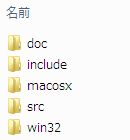 名前
doc
include
macosx
src
win32